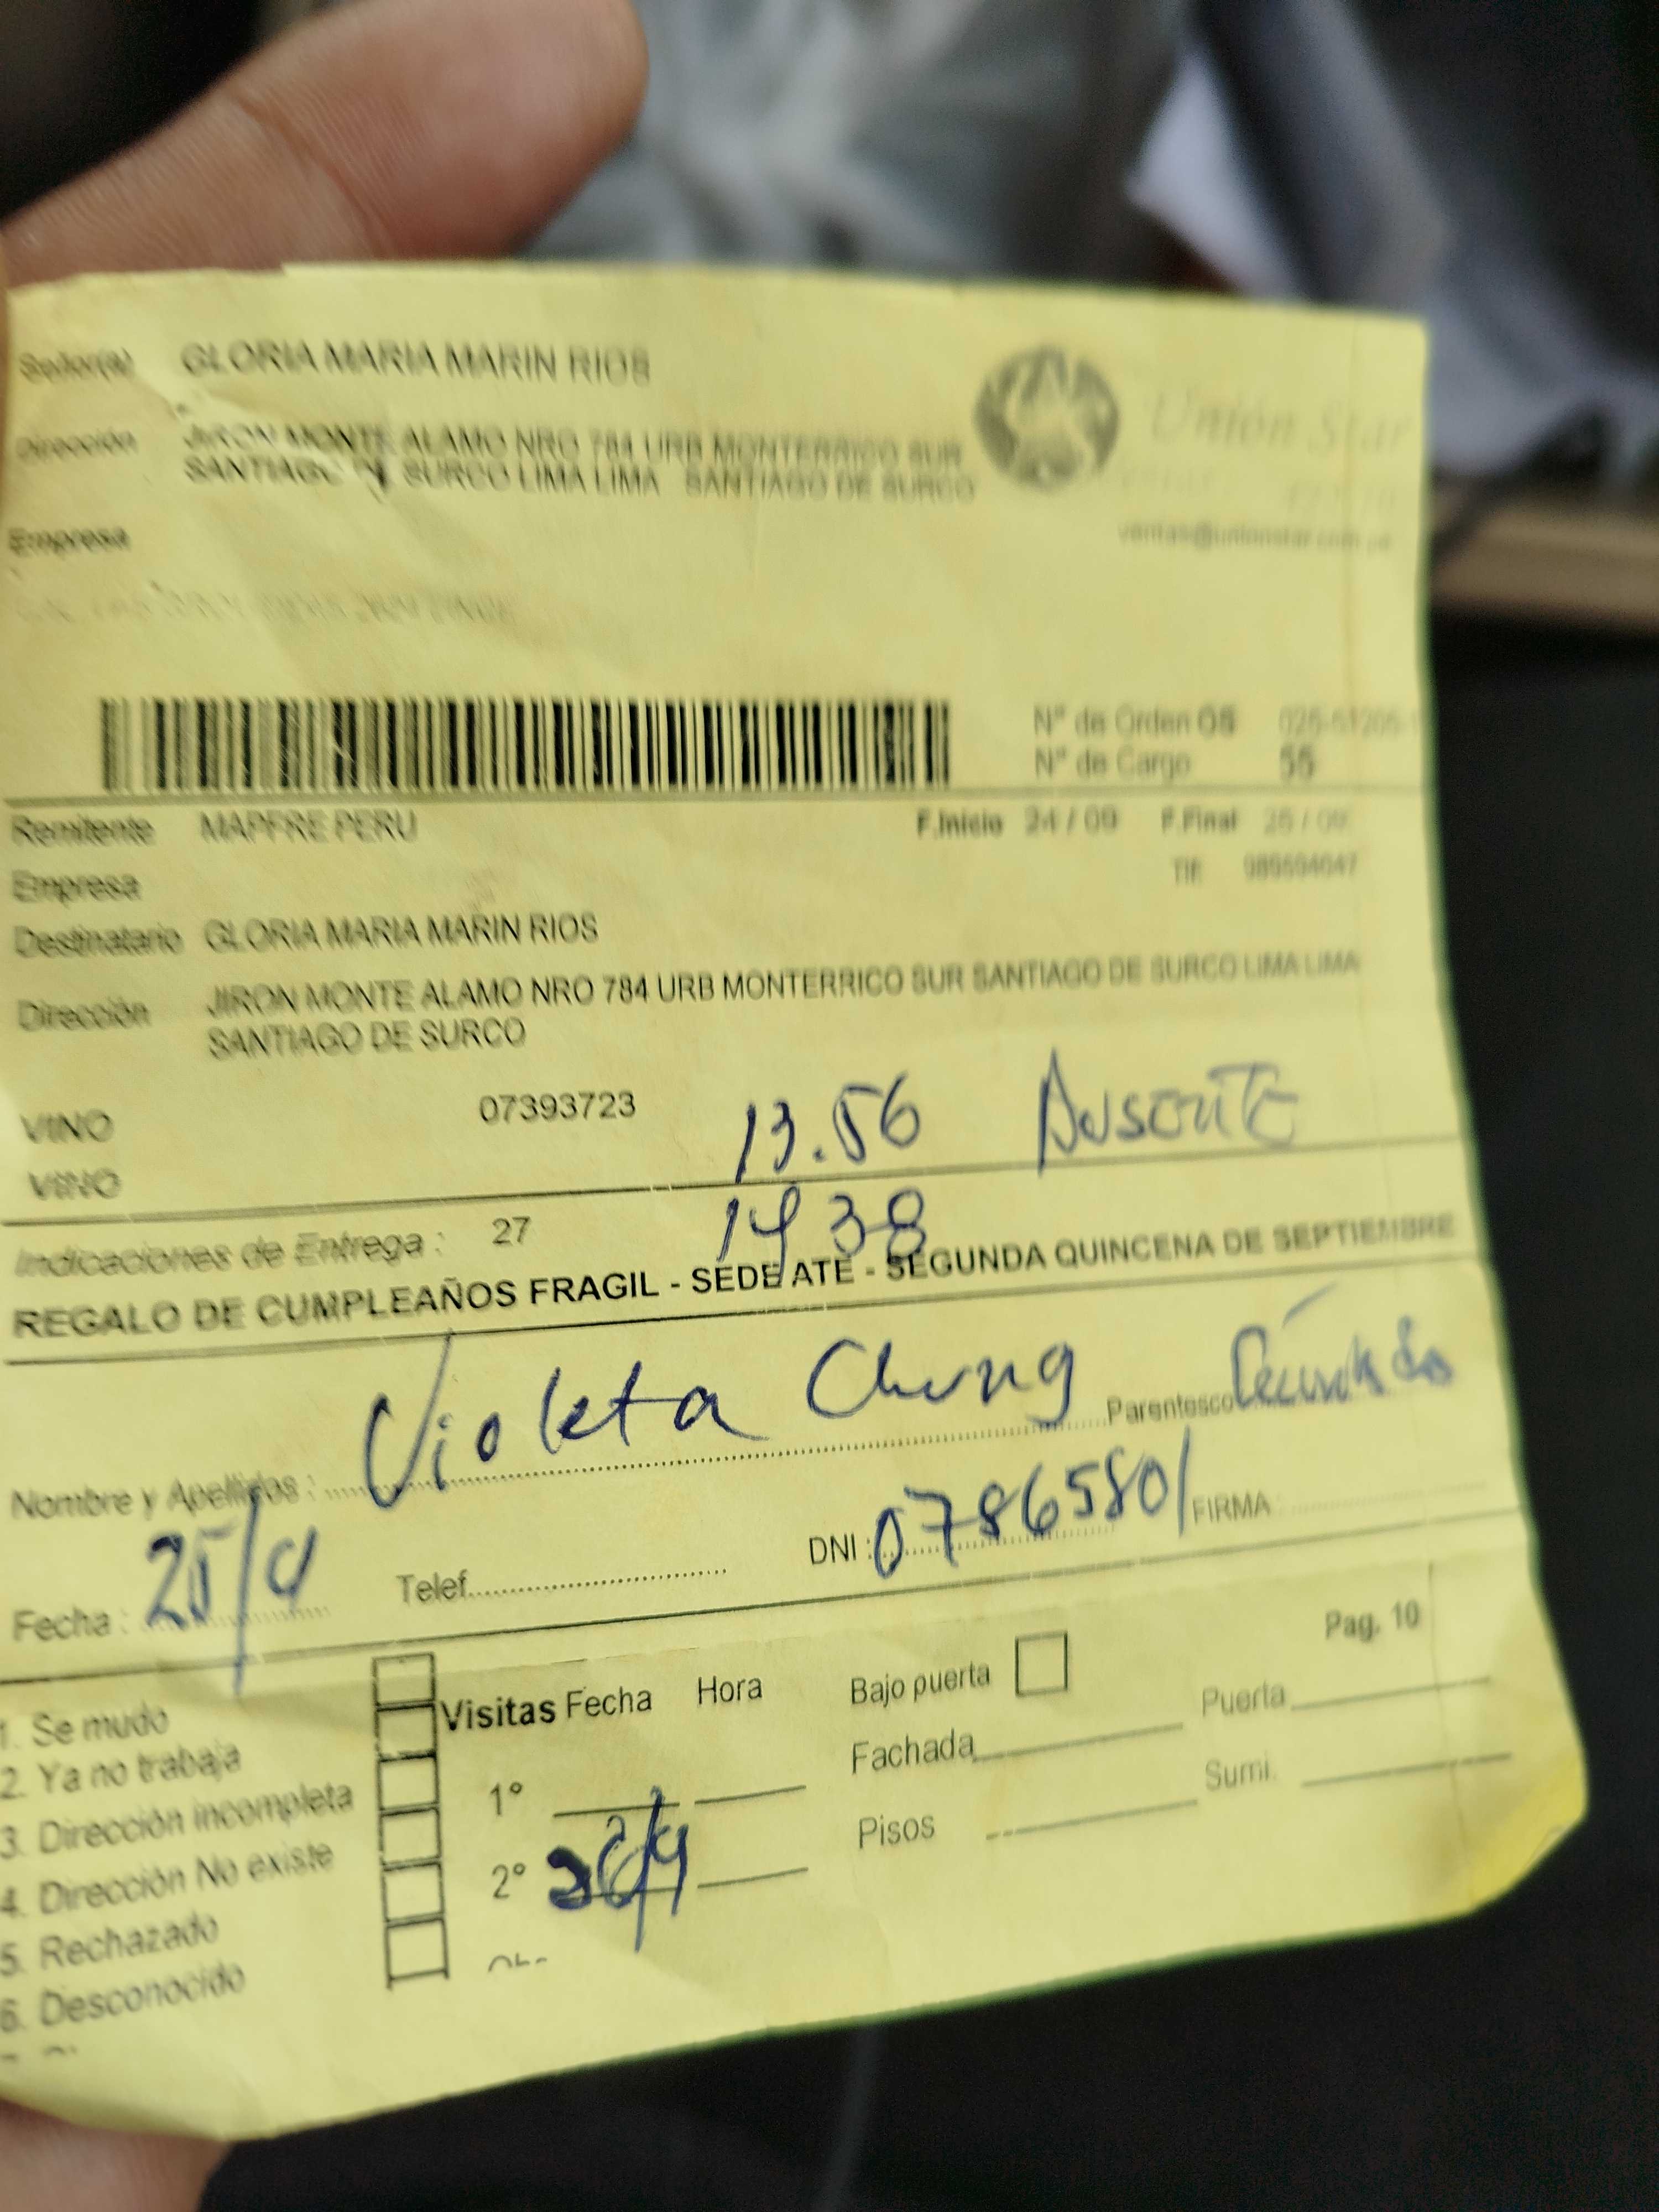 Señor(a) GLORIA MARIA MARIN RIOS
Dirección JIRON MONTE ALAMO NRO 784 URB MONTERRICO SUR
SANTIAGO DE SURCO LIMA LIMA SANTIAGO DE SURCO
Unión Star
Empresa
ventas@unionstar.com.pe
N° de Orden OS
N° de Cargo 55
Remitente MAPFRE PERU F.Inicio 24 / 09 F.Final
Empresa Tlf:
Destinatario GLORIA MARIA MARIN RIOS
Dirección JIRON MONTE ALAMO NRO 784 URB MONTERRICO SUR SANTIAGO DE SURCO LIMA LIMA
SANTIAGO DE SURCO
VINO 07393723 13.56 AUSENTE
VINO
Indicaciones de Entrega : 27 14 38
REGALO DE CUMPLEAÑOS FRAGIL - SEDE ATE - SEGUNDA QUINCENA DE SEPTIEMBRE
Nombre y Apellidos : Violeta Chung Parentesco
Fecha : 25/9 Telef. DNI : 07865801 FIRMA :
Pag. 10
1. Se mudo Visitas Fecha Hora Bajo puerta Puerta
2. Ya no trabaja Fachada
3. Dirección incompleta 1° Sumi.
4. Dirección No existe 2° 26/9 Pisos
5. Rechazado
6. Desconocido